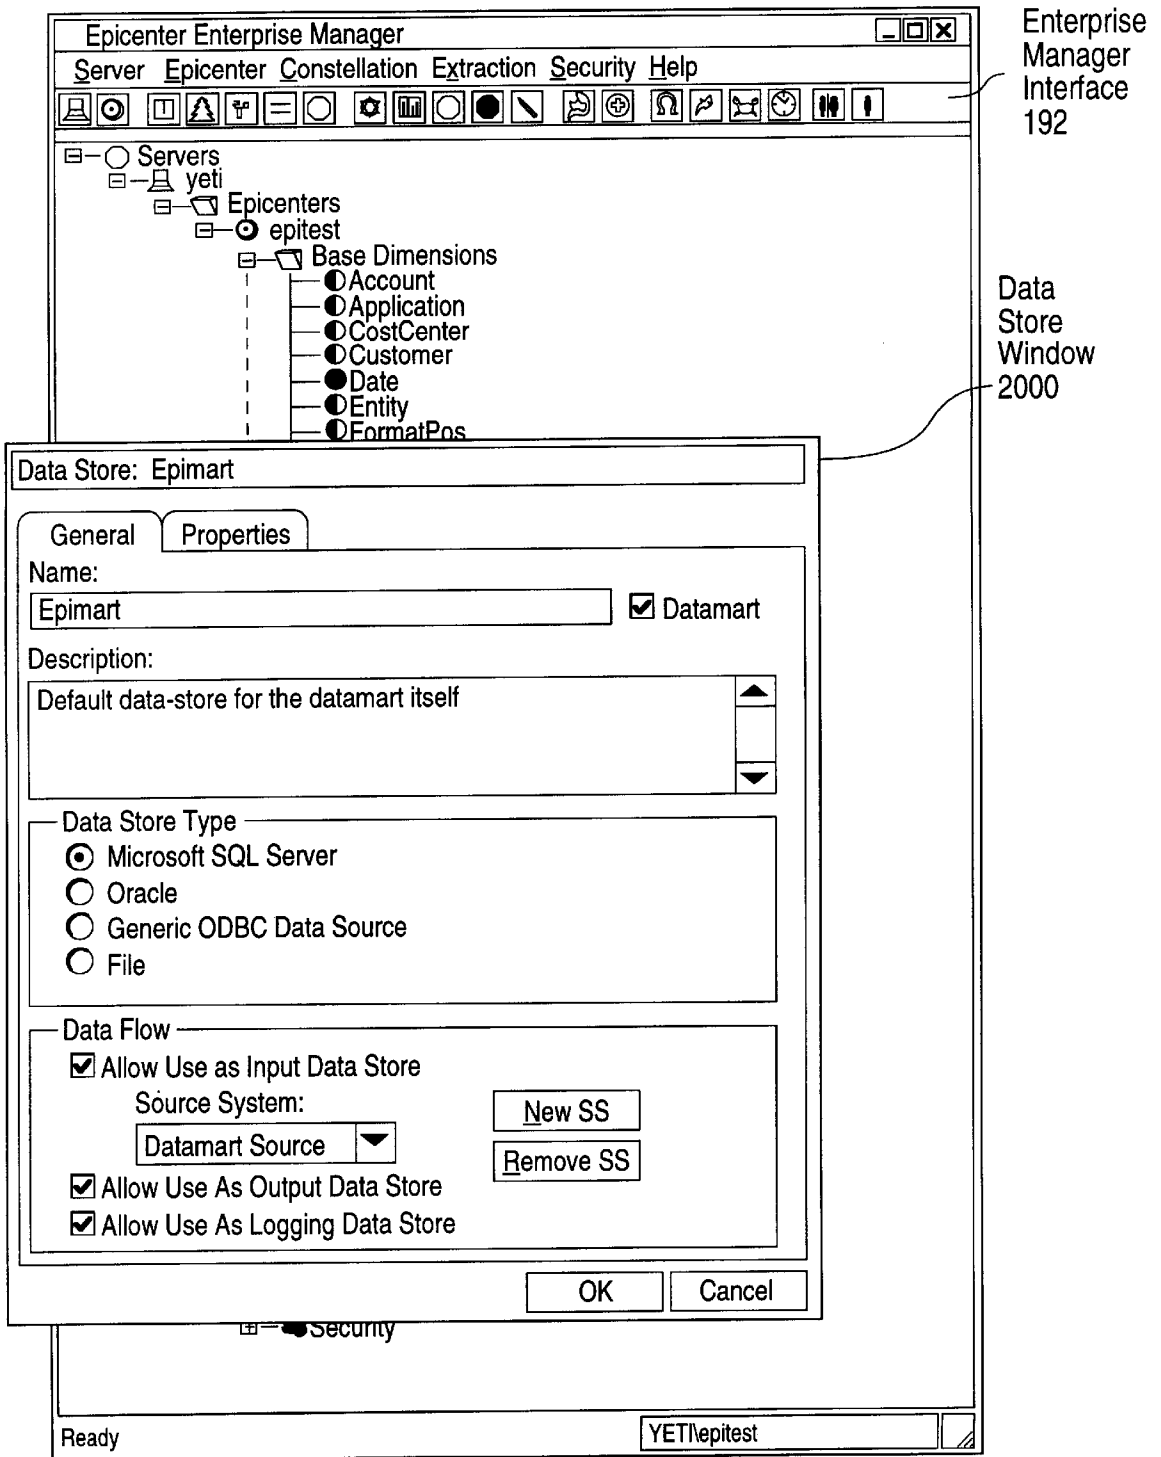 Epicenter Enterprise Manager
Server Epicenter Constellation Extraction Security Help
Enterprise
Manager
Interface
192
Servers
yeti
Epicenters
epitest
Base Dimensions
Account
Application
CostCenter
Customer
Date
Entity
FormatPos
Data
Store
Window
2000
Data Store: Epimart
General Properties
Name:
Epimart
Datamart
Description:
Default data-store for the datamart itself
Data Store Type
Microsoft SQL Server
Oracle
Generic ODBC Data Source
File
Data Flow
Allow Use as Input Data Store
Source System:
New SS
Datamart Source
Remove SS
Allow Use As Output Data Store
Allow Use As Logging Data Store
OK Cancel
Security
Ready YETI\epitest